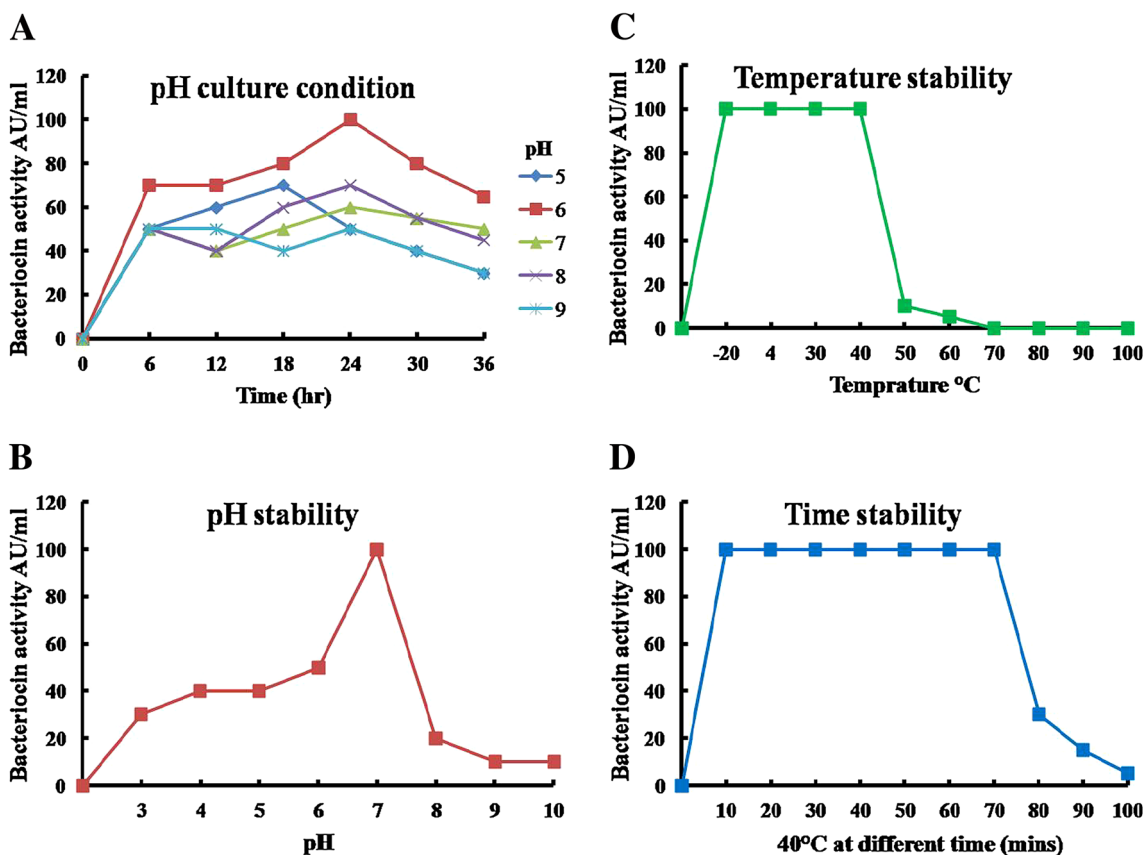 A
pH culture condition
Bacteriocin activity AU/ml
120
100
80
60
40
20
0
0 6 12 18 24 30 36
Time (hr)
pH
5
6
7
8
9
C
Temperature stability
Bacteriocin activity AU/ml
120
100
80
60
40
20
0
-20 4 30 40 50 60 70 80 90 100
Temprature °C
B
pH stability
Bacteriocin activity AU/ml
120
100
80
60
40
20
0
3 4 5 6 7 8 9 10
pH
D
Time stability
Bacteriocin activity AU/ml
120
100
80
60
40
20
0
10 20 30 40 50 60 70 80 90 100
40°C at different time (mins)